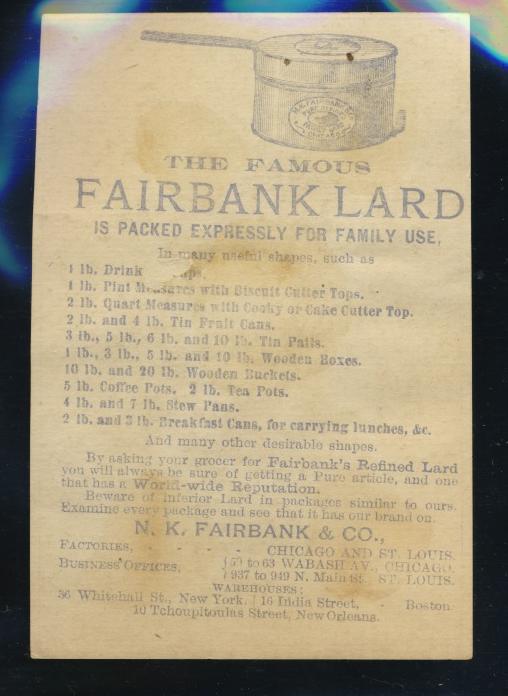 THE FAMOUS
FAIRBANK LARD
IS PACKED EXPRESSLY FOR FAMILY USE,
In many useful shapes, such as
1 lb. Drink
1 lb. Pint Measures with Biscuit Cutter Tops.
2 lb. Quart Measures with Cooky or Cake Cutter Top.
2 lb. and 4 lb. Tin Fruit Cans.
3 lb., 5 lb., 6 lb. and 10 lb. Tin Pails.
1 lb., 3 lb., 5 lb. and 10 lb. Wooden Boxes.
10 lb. and 20 lb. Wooden Buckets.
5 lb. Coffee Pots. 2 lb. Tea Pots.
4 lb. and 7 lb. Stew Pans.
2 lb. and 3 lb. Breakfast Cans, for carrying lunches, &c.
And many other desirable shapes.
By asking your grocer for Fairbank's Refined Lard
you will always be sure of getting a Pure article, and one
that has a World-wide Reputation.
Beware of inferior Lard in packages similar to ours.
Examine every package and see that it has our brand on.
N. K. FAIRBANK & CO.,
FACTORIES, - - - CHICAGO AND ST. LOUIS.
BUSINESS OFFICES, { 59 to 63 WABASH AV., CHICAGO.
937 to 949 N. Main St. ST. LOUIS.
WAREHOUSES:
36 Whitehall St., New York. | 16 India Street, - Boston.
10 Tchoupitoulas Street, New Orleans.